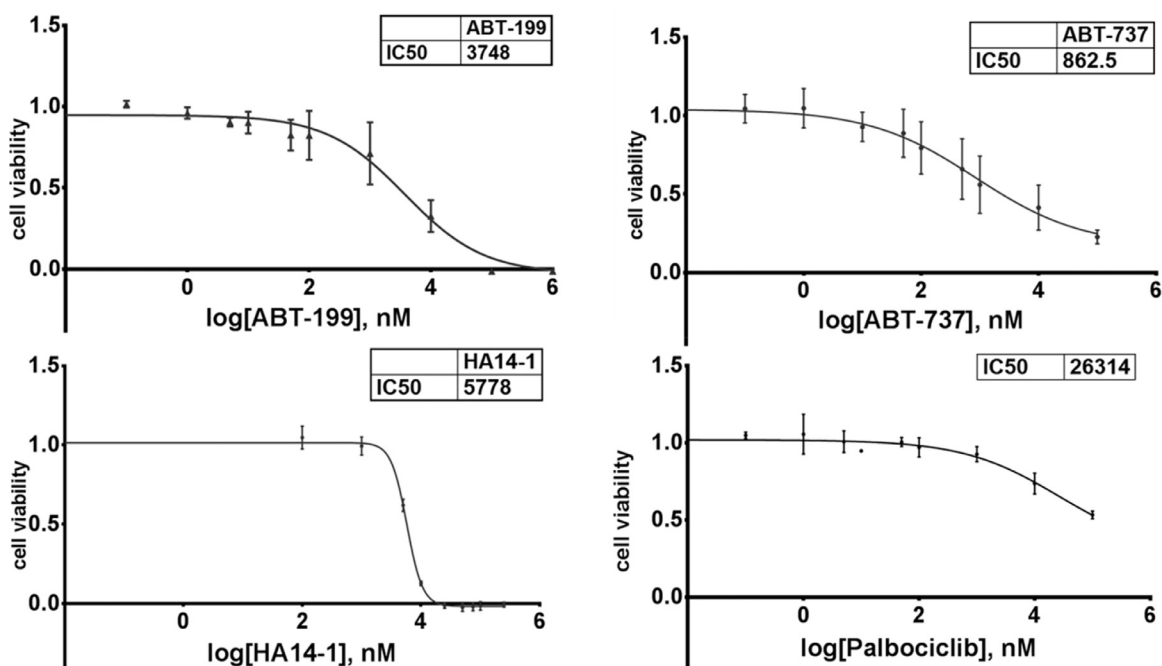 1.5
ABT-199
IC50 3748
1.0
0.5
0.0
cell viability
0 2 4 6
log[ABT-199], nM
1.5
ABT-737
IC50 862.5
1.0
0.5
0.0
cell viability
0 2 4 6
log[ABT-737], nM
1.5
HA14-1
IC50 5778
1.0
0.5
0.0
cell viability
0 2 4 6
log[HA14-1], nM
1.5
IC50 26314
1.0
0.5
0.0
cell viability
0 2 4 6
log[Palbociclib], nM